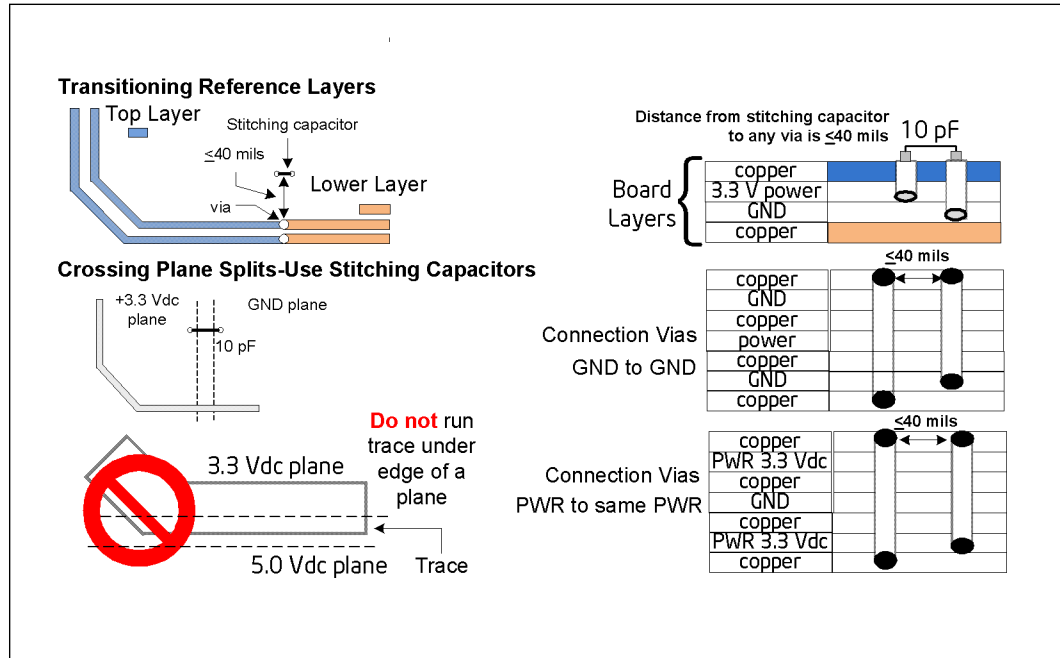 Transitioning Reference Layers
Top Layer
Stitching capacitor
≤40 mils
Lower Layer
via
Crossing Plane Splits-Use Stitching Capacitors
+3.3 Vdc
plane
GND plane
10 pF
Do not run
trace under
edge of a
plane
3.3 Vdc plane
5.0 Vdc plane
Trace
Distance from stitching capacitor
to any via is ≤40 mils
10 pF
Board
Layers
copper
3.3 V power
GND
copper
≤40 mils
Connection Vias
GND to GND
copper
GND
copper
power
copper
GND
copper
≤40 mils
Connection Vias
PWR to same PWR
copper
PWR 3.3 Vdc
copper
GND
copper
PWR 3.3 Vdc
copper